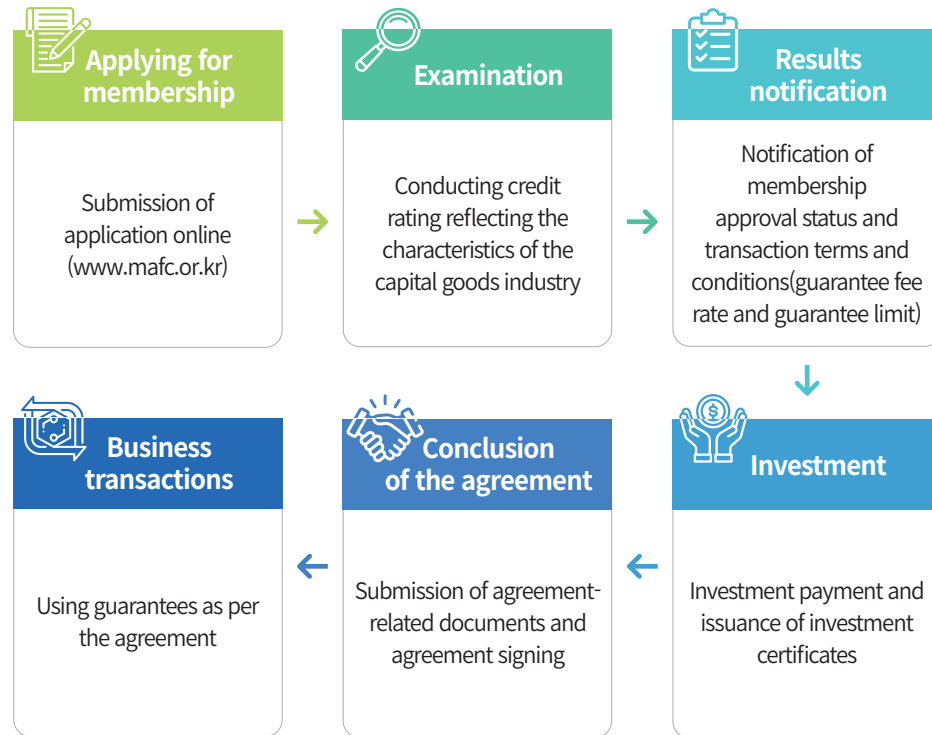 Applying for
membership
Submission of
application online
(www.mafc.or.kr)
Examination
Conducting credit
rating reflecting the
characteristics of the
capital goods industry
Results
notification
Notification of
membership
approval status and
transaction terms and
conditions(guarantee fee
rate and guarantee limit)
Investment
Investment payment and
issuance of investment
certificates
Conclusion
of the agreement
Submission of agreement-
related documents and
agreement signing
Business
transactions
Using guarantees as per
the agreement